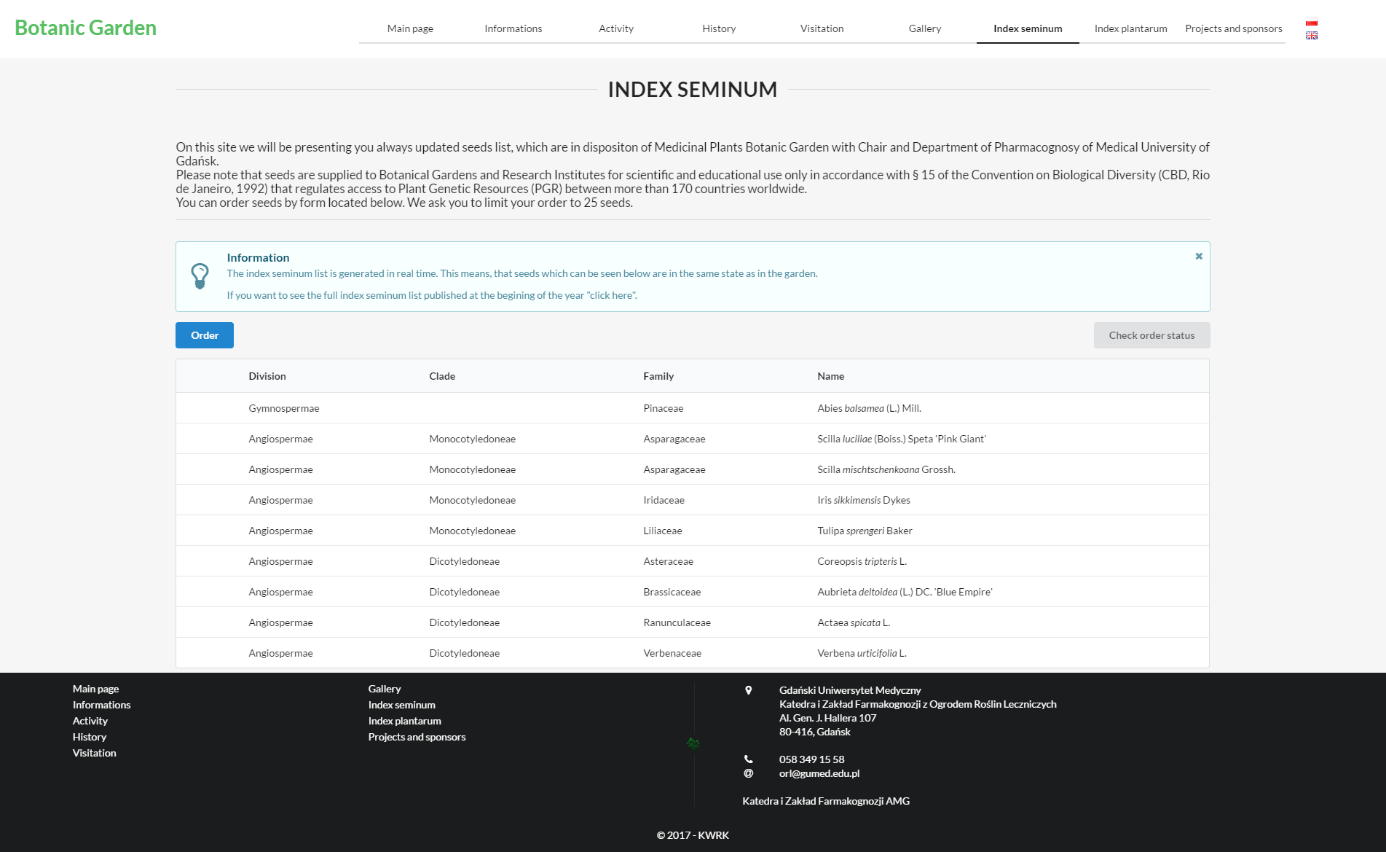 Botanic Garden
Main page Informations Activity History Visitation Gallery Index seminum Index plantarum Projects and sponsors
INDEX SEMINUM
On this site we will be presenting you always updated seeds list, which are in dispositon of Medicinal Plants Botanic Garden with Chair and Department of Pharmacognosy of Medical University of
Gdańsk.
Please note that seeds are supplied to Botanical Gardens and Research Institutes for scientific and educational use only in accordance with § 15 of the Convention on Biological Diversity (CBD, Rio
de Janeiro, 1992) that regulates access to Plant Genetic Resources (PGR) between more than 170 countries worldwide.
You can order seeds by form located below. We ask you to limit your order to 25 seeds.
Information
The index seminum list is generated in real time. This means, that seeds which can be seen below are in the same state as in the garden.
If you want to see the full index seminum list published at the begining of the year "click here".
Order Check order status
Division Clade Family Name
Gymnospermae Pinaceae Abies balsamea (L.) Mill.
Angiospermae Monocotyledoneae Asparagaceae Scilla luciliae (Boiss.) Speta 'Pink Giant'
Angiospermae Monocotyledoneae Asparagaceae Scilla mischtschenkoana Grossh.
Angiospermae Monocotyledoneae Iridaceae Iris sikkimensis Dykes
Angiospermae Monocotyledoneae Liliaceae Tulipa sprengeri Baker
Angiospermae Dicotyledoneae Asteraceae Coreopsis tripteris L.
Angiospermae Dicotyledoneae Brassicaceae Aubrieta deltoidea (L.) DC. 'Blue Empire'
Angiospermae Dicotyledoneae Ranunculaceae Actaea spicata L.
Angiospermae Dicotyledoneae Verbenaceae Verbena urticifolia L.
Main page
Informations
Activity
History
Visitation
Gallery
Index seminum
Index plantarum
Projects and sponsors
Gdański Uniwersytet Medyczny
Katedra i Zakład Farmakognozji z Ogrodem Roślin Leczniczych
Al. Gen. J. Hallera 107
80-416, Gdańsk
058 349 15 58
orl@gumed.edu.pl
Katedra i Zakład Farmakognozji AMG
© 2017 - KWRK